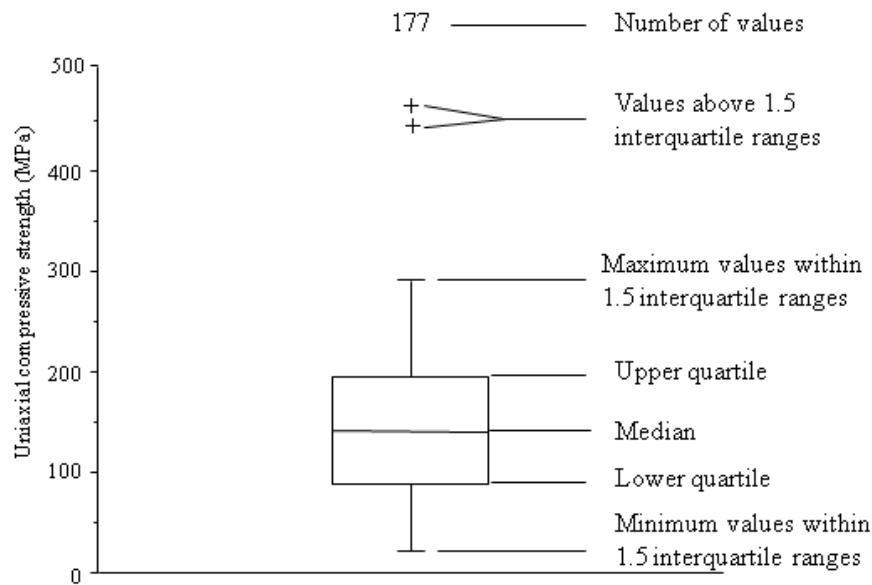 177
Number of values
500
Values above 1.5
interquartile ranges
400
300
Maximum values within
1.5 interquartile ranges
200
Upper quartile
Median
100
Lower quartile
Minimum values within
1.5 interquartile ranges
0
Uniaxial compressive strength (MPa)